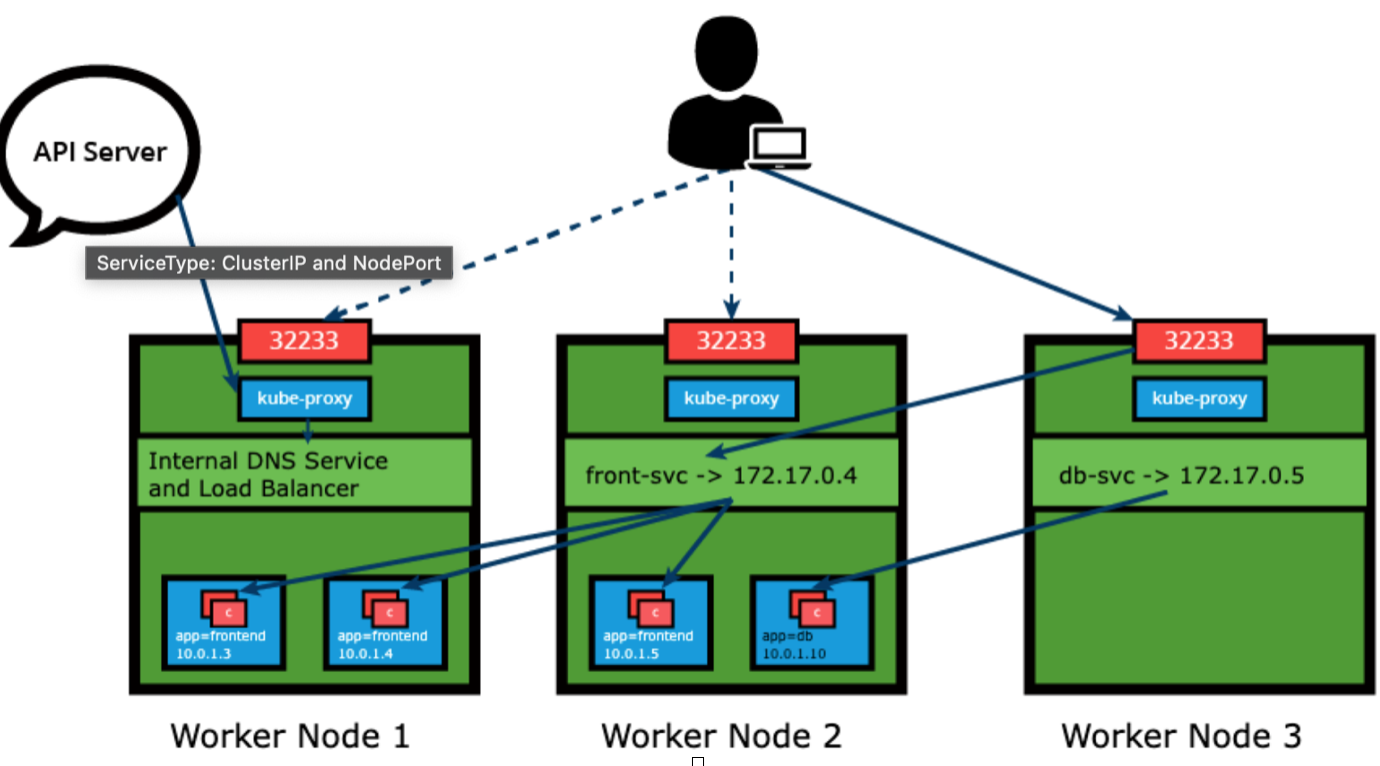 API Server
ServiceType: ClusterIP and NodePort
32233
32233
32233
kube-proxy
kube-proxy
kube-proxy
Internal DNS Service
and Load Balancer
front-svc -> 172.17.0.4
db-svc -> 172.17.0.5
c
app=frontend
10.0.1.3
c
app=frontend
10.0.1.4
c
app=frontend
10.0.1.5
c
app=db
10.0.1.10
Worker Node 1
Worker Node 2
Worker Node 3